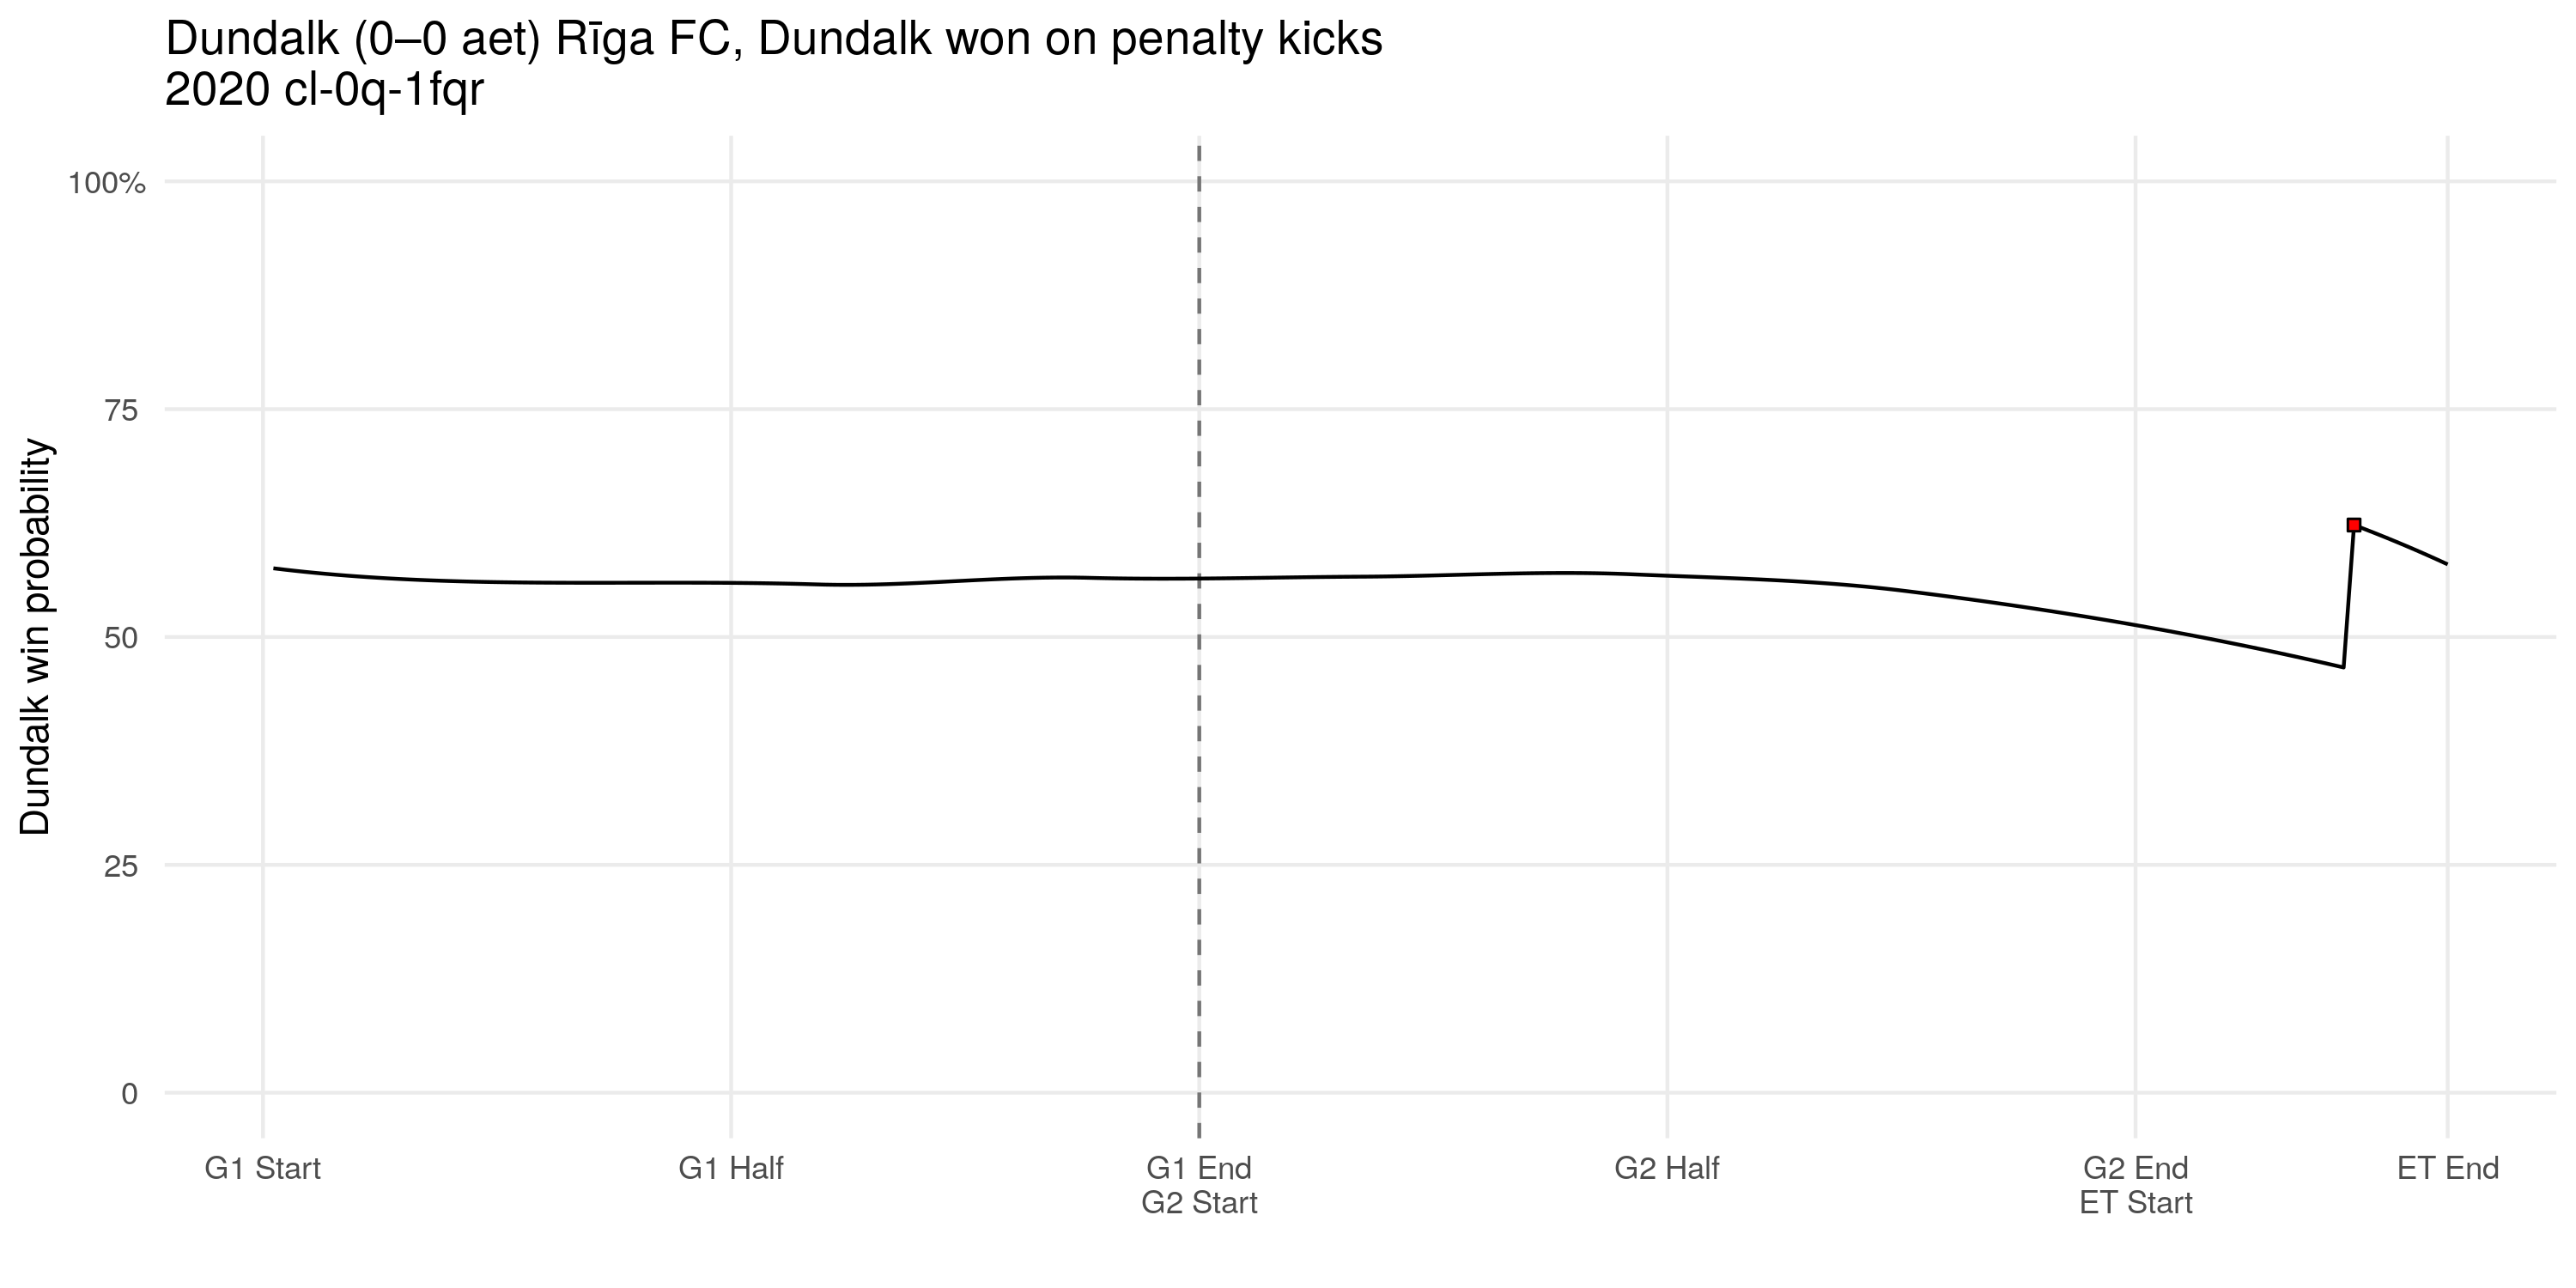 Dundalk (0–0 aet) Rīga FC, Dundalk won on penalty kicks
2020 cl-0q-1fqr
Dundalk win probability
100%
75
50
25
0
G1 Start
G1 Half
G1 End
G2 Start
G2 Half
G2 End
ET Start
ET End